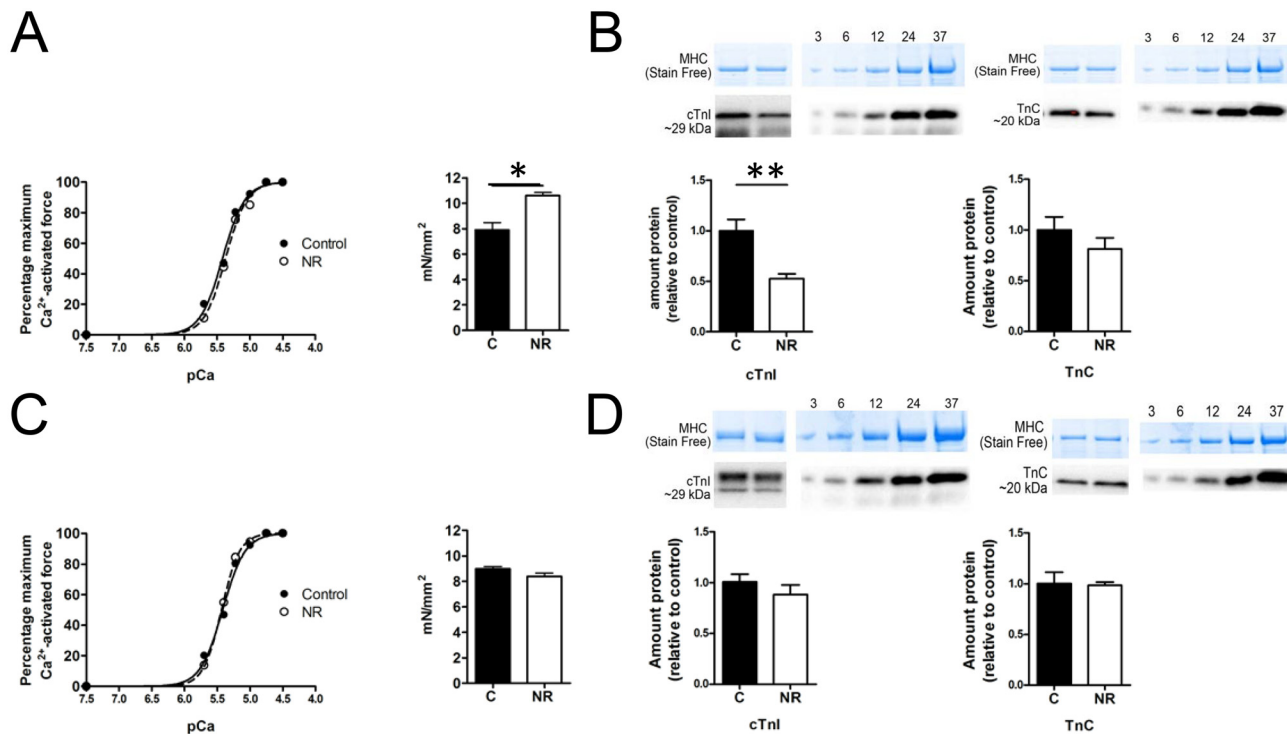 A
Percentage maximum
Ca²⁺-activated force
100
80
60
40
20
0
7.5 7.0 6.5 6.0 5.5 5.0 4.5 4.0
pCa
Control
NR
*
mN/mm²
12
10
8
6
4
2
0
C NR
B
3 6 12 24 37
MHC
(Stain Free)
cTnI
~29 kDa
**
amount protein
(relative to control)
1.5
1.0
0.5
0.0
C NR
cTnI
3 6 12 24 37
MHC
(Stain Free)
TnC
~20 kDa
Amount protein
(relative to control)
1.5
1.0
0.5
0.0
C NR
TnC
C
Percentage maximum
Ca²⁺-activated force
100
80
60
40
20
0
7.5 7.0 6.5 6.0 5.5 5.0 4.5 4.0
pCa
Control
NR
mN/mm²
12
10
8
6
4
2
0
C NR
D
3 6 12 24 37
MHC
(Stain Free)
cTnI
~29 kDa
Amount protein
(relative to control)
1.5
1.0
0.5
0.0
C NR
cTnI
3 6 12 24 37
MHC
(Stain Free)
TnC
~20 kDa
Amount protein
(relative to control)
1.5
1.0
0.5
0.0
C NR
TnC